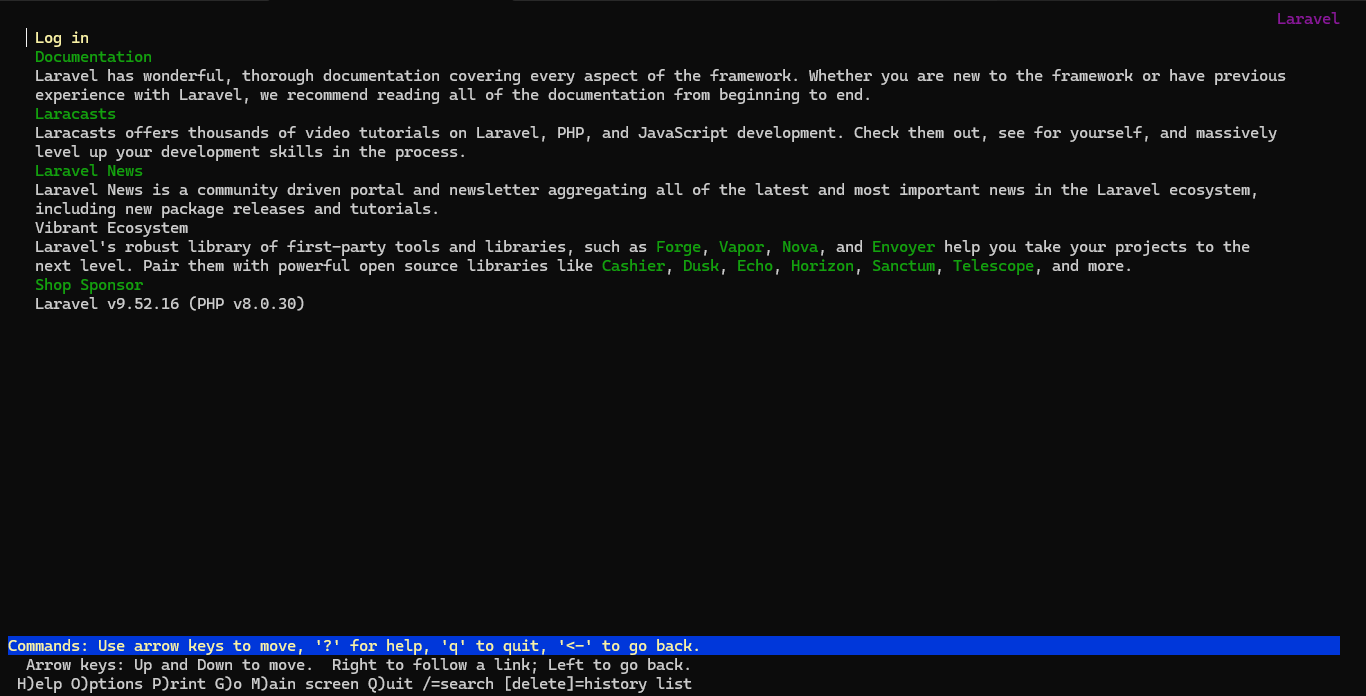 Laravel
Log in
Documentation
Laravel has wonderful, thorough documentation covering every aspect of the framework. Whether you are new to the framework or have previous
experience with Laravel, we recommend reading all of the documentation from beginning to end.
Laracasts
Laracasts offers thousands of video tutorials on Laravel, PHP, and JavaScript development. Check them out, see for yourself, and massively
level up your development skills in the process.
Laravel News
Laravel News is a community driven portal and newsletter aggregating all of the latest and most important news in the Laravel ecosystem,
including new package releases and tutorials.
Vibrant Ecosystem
Laravel's robust library of first-party tools and libraries, such as Forge, Vapor, Nova, and Envoyer help you take your projects to the
next level. Pair them with powerful open source libraries like Cashier, Dusk, Echo, Horizon, Sanctum, Telescope, and more.
Shop Sponsor
Laravel v9.52.16 (PHP v8.0.30)
Commands: Use arrow keys to move, '?' for help, 'q' to quit, '<-' to go back.
Arrow keys: Up and Down to move.  Right to follow a link; Left to go back.
H)elp O)ptions P)rint G)o M)ain screen Q)uit /=search [delete]=history list